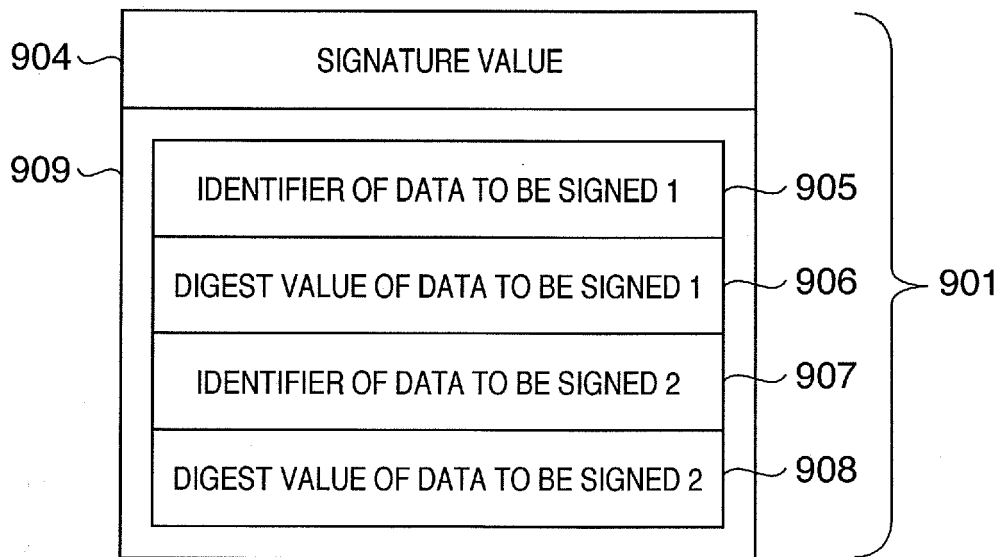 904 SIGNATURE VALUE
909
IDENTIFIER OF DATA TO BE SIGNED 1 905
DIGEST VALUE OF DATA TO BE SIGNED 1 906
901
IDENTIFIER OF DATA TO BE SIGNED 2 907
DIGEST VALUE OF DATA TO BE SIGNED 2 908